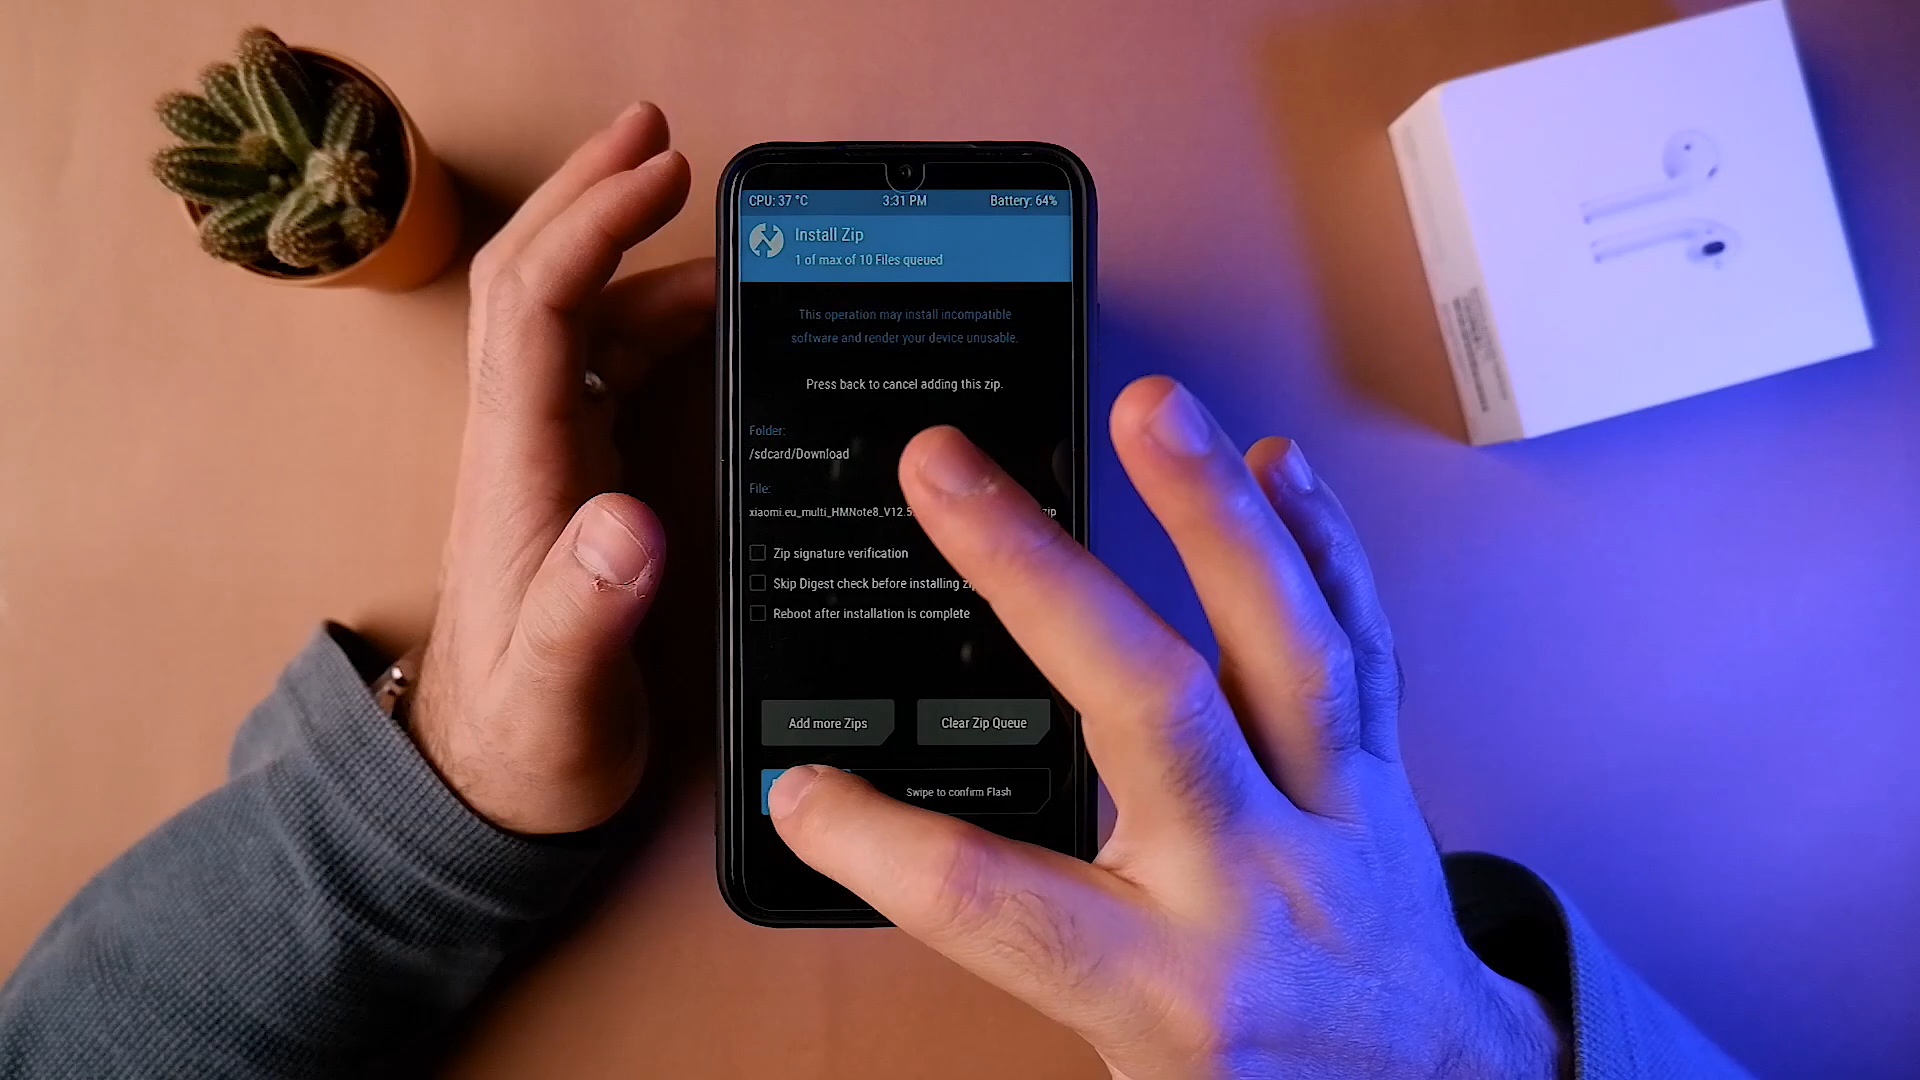 CPU: 37 °C 3:31 PM Battery: 64%
Install Zip
1 of max of 10 Files queued
This operation may install incompatible
software and render your device unusable.
Press back to cancel adding this zip.
Folder:
/sdcard/Download
File:
xiaomi.eu_multi_HMNote8_V12.5 zip
Zip signature verification
Skip Digest check before installing
Reboot after installation is complete
Add more Zips Clear Zip Queue
Swipe to confirm Flash